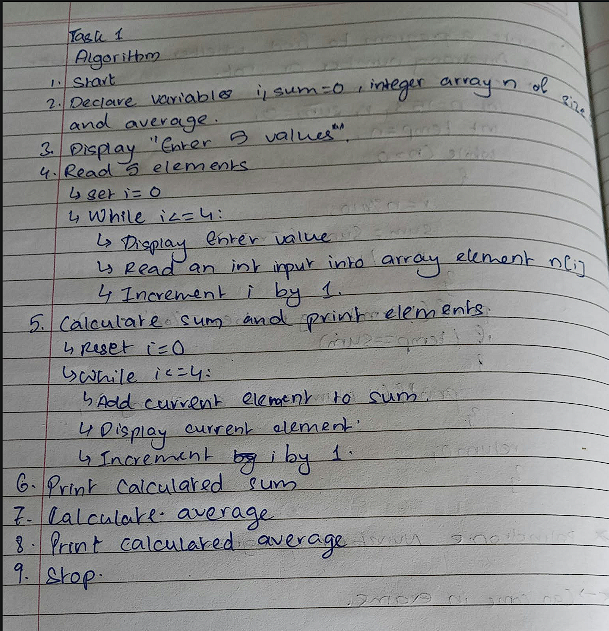 Task 1
Algorithm
1. Start
2. Declare variables i, sum=0, integer array n of size
and average.
3. Display "Enter 5 values".
4. Read 5 elements
↳ set i=0
↳ While i<=4:
↳ Display Enter value
↳ Read an int input into array element n[i]
↳ Increment i by 1.
5. Calculate sum and print elements.
↳ Reset i=0
↳ While i<=4:
↳ Add current element to sum
↳ Display current element.
↳ Increment i by 1.
6. Print calculated sum
7. Calculate average
8. Print calculated average
9. Stop.